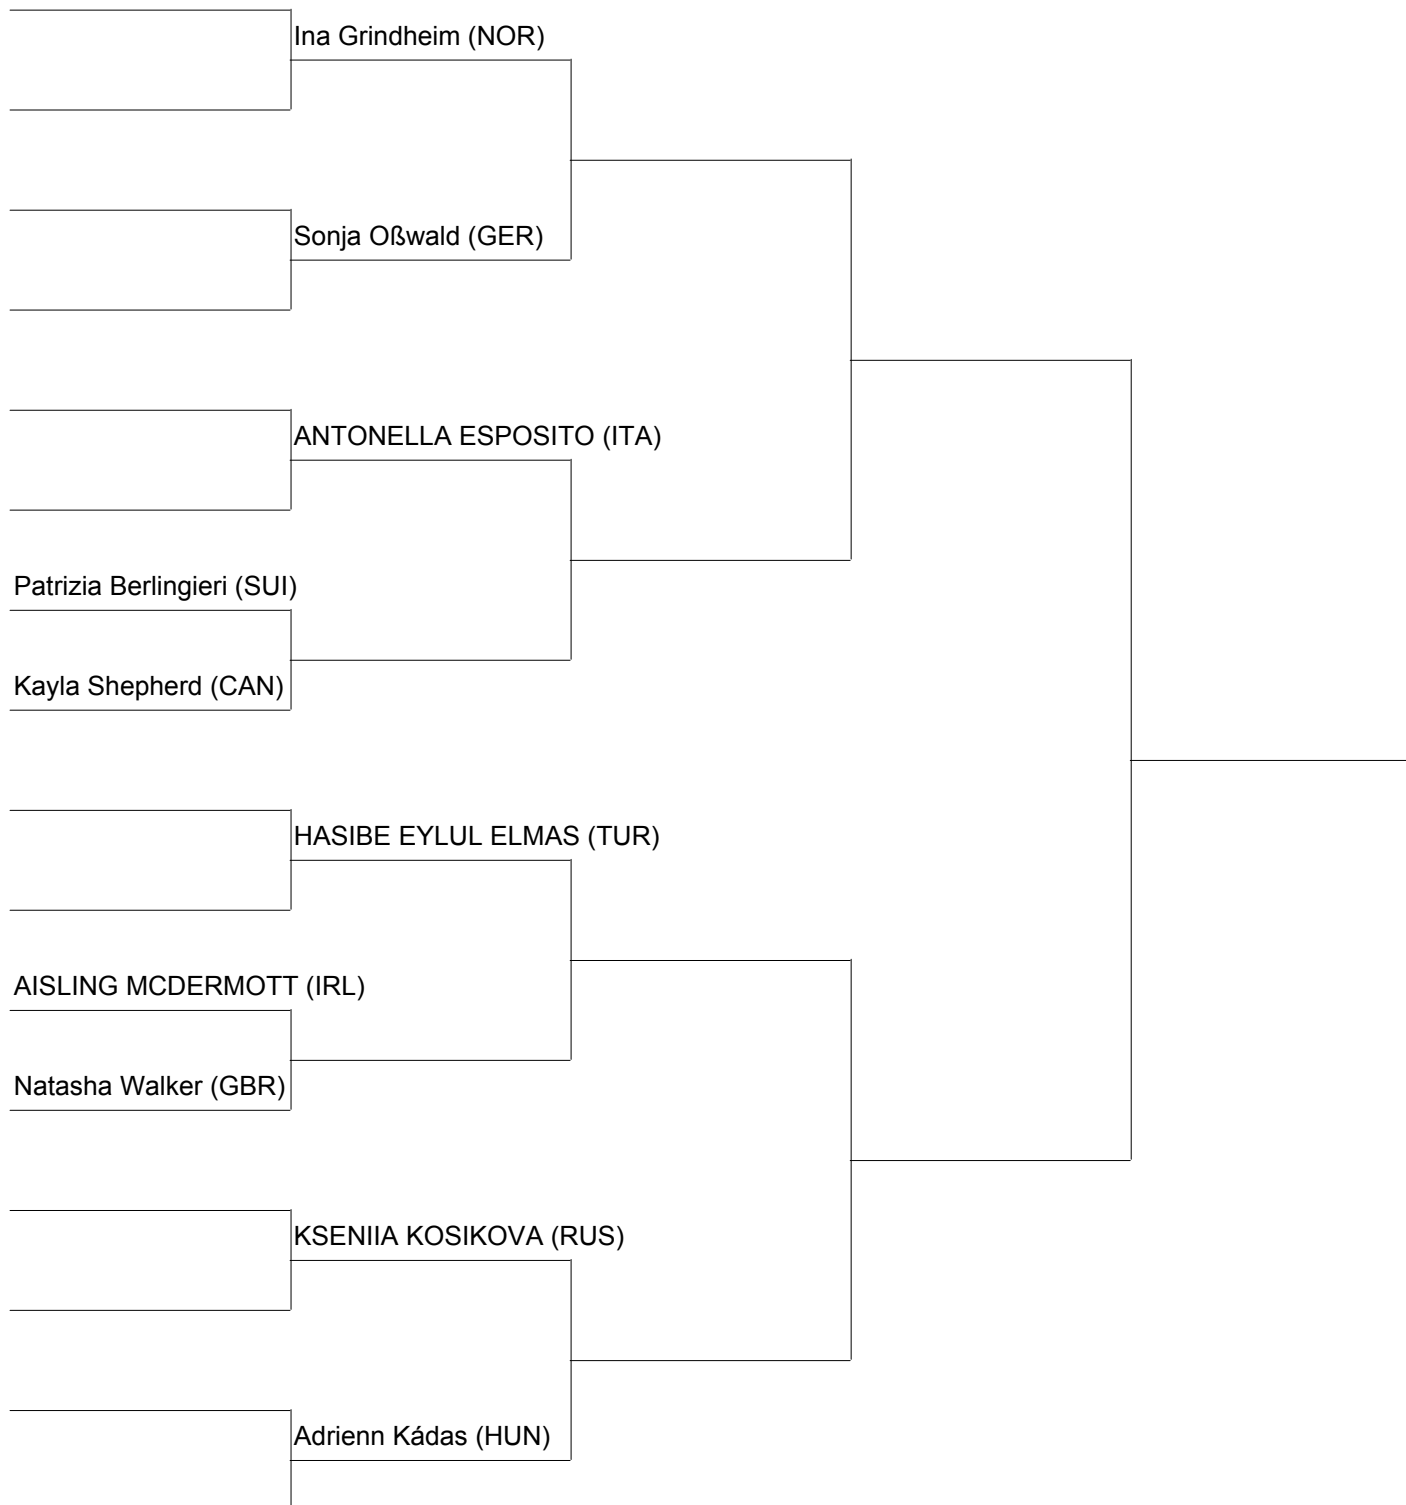 Ina Grindheim (NOR)
Sonja Oßwald (GER)
ANTONELLA ESPOSITO (ITA)
Patrizia Berlingieri (SUI)
Kayla Shepherd (CAN)
HASIBE EYLUL ELMAS (TUR)
AISLING MCDERMOTT (IRL)
Natasha Walker (GBR)
KSENIIA KOSIKOVA (RUS)
Adrienn Kádas (HUN)